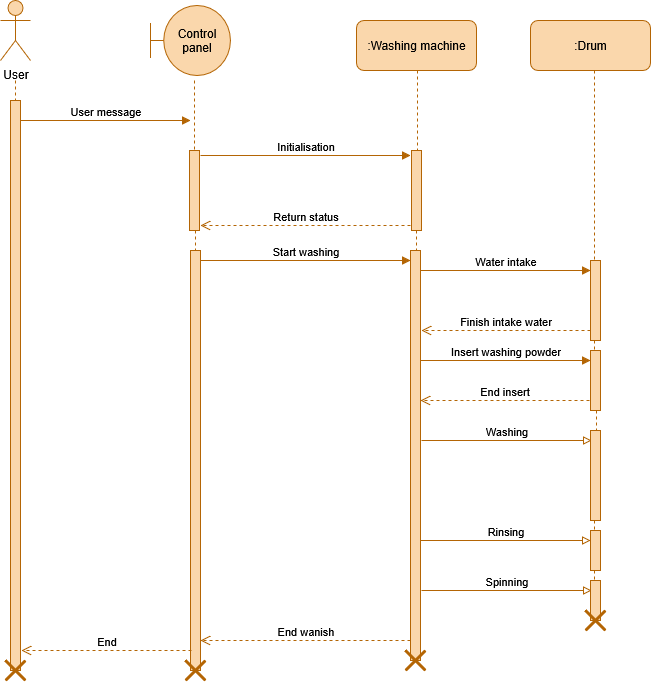 Control
panel
:Washing machine
:Drum
User
User message
Initialisation
Return status
Start washing
Water intake
Finish intake water
Insert washing powder
End insert
Washing
Rinsing
Spinning
End wanish
End